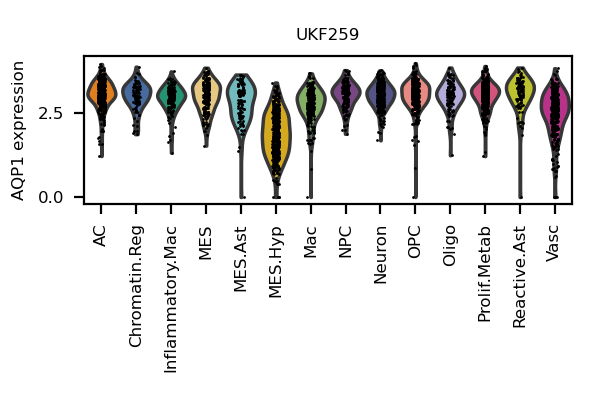 UKF259
AQP1 expression
2.5
0.0
AC
Chromatin.Reg
Inflammatory.Mac
MES
MES.Ast
MES.Hyp
Mac
NPC
Neuron
OPC
Oligo
Prolif.Metab
Reactive.Ast
Vasc